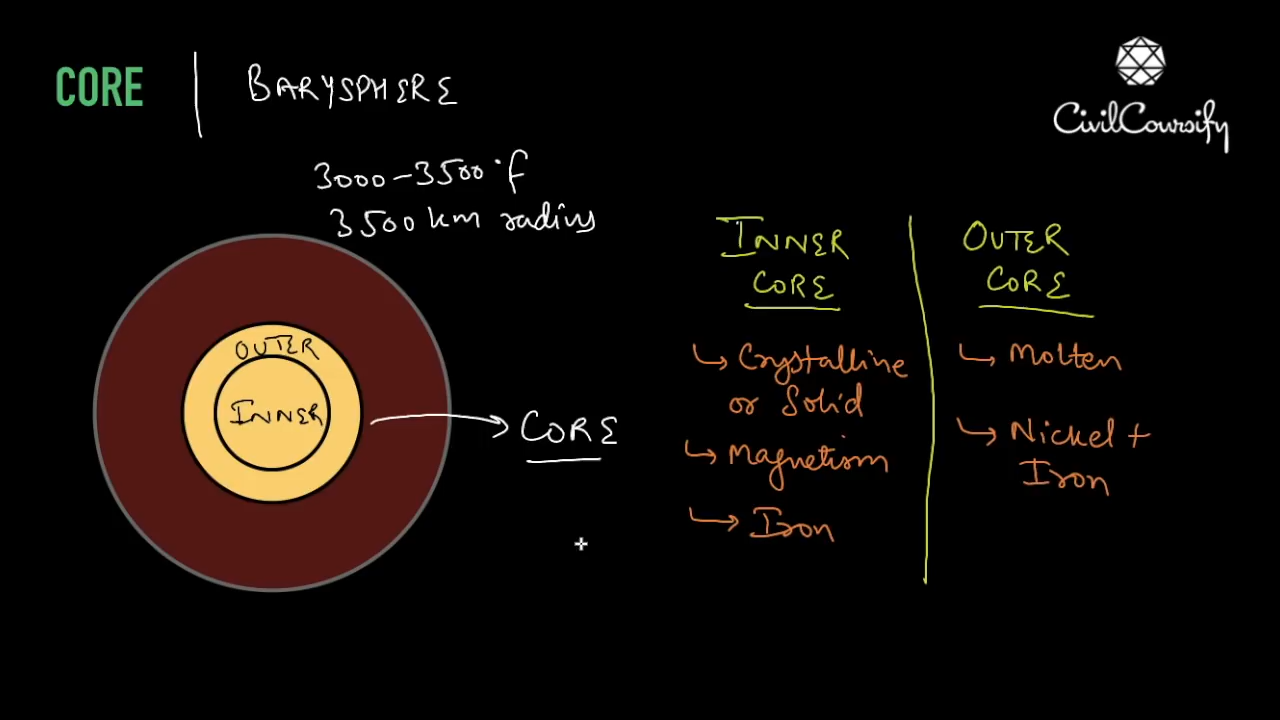 CORE
BARYSPHERE
CivilCoursify
3000-3500°f
3500 km radius
OUTER
INNER
CORE
INNER
CORE
Crystalline
or Solid
Magnetism
Iron
OUTER
CORE
Molten
Nickel +
Iron